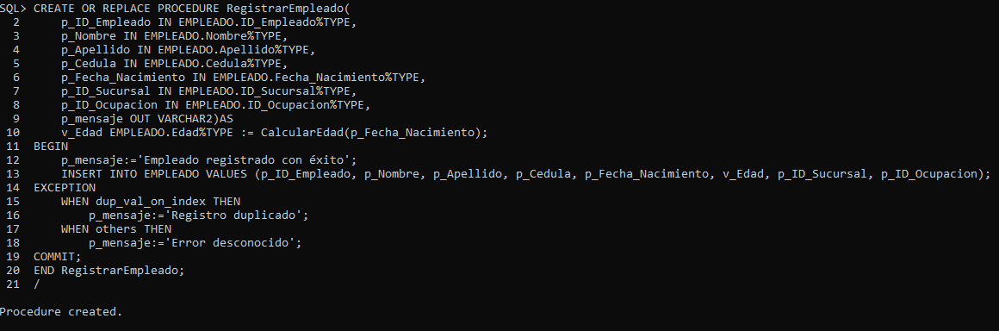 SQL> CREATE OR REPLACE PROCEDURE RegistrarEmpleado(
  2      p_ID_Empleado IN EMPLEADO.ID_Empleado%TYPE,
  3      p_Nombre IN EMPLEADO.Nombre%TYPE,
  4      p_Apellido IN EMPLEADO.Apellido%TYPE,
  5      p_Cedula IN EMPLEADO.Cedula%TYPE,
  6      p_Fecha_Nacimiento IN EMPLEADO.Fecha_Nacimiento%TYPE,
  7      p_ID_Sucursal IN EMPLEADO.ID_Sucursal%TYPE,
  8      p_ID_Ocupacion IN EMPLEADO.ID_Ocupacion%TYPE,
  9      p_mensaje OUT VARCHAR2)AS
 10      v_Edad EMPLEADO.Edad%TYPE := CalcularEdad(p_Fecha_Nacimiento);
 11  BEGIN
 12      p_mensaje:='Empleado registrado con éxito';
 13      INSERT INTO EMPLEADO VALUES (p_ID_Empleado, p_Nombre, p_Apellido, p_Cedula, p_Fecha_Nacimiento, v_Edad, p_ID_Sucursal, p_ID_Ocupacion);
 14  EXCEPTION
 15      WHEN dup_val_on_index THEN
 16          p_mensaje:='Registro duplicado';
 17      WHEN others THEN
 18          p_mensaje:='Error desconocido';
 19  COMMIT;
 20  END RegistrarEmpleado;
 21  /
Procedure created.